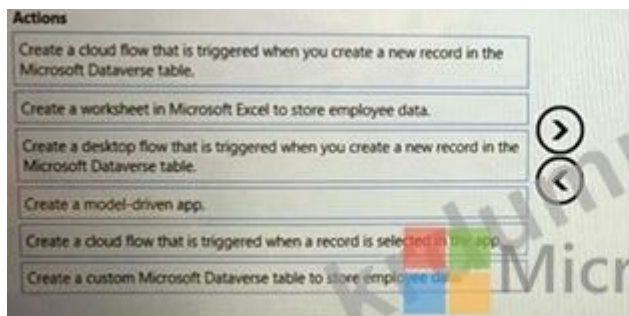 Actions
Create a cloud flow that is triggered when you create a new record in the
Microsoft Dataverse table.
Create a worksheet in Microsoft Excel to store employee data.
Create a desktop flow that is triggered when you create a new record in the
Microsoft Dataverse table.
Create a model-driven app.
Create a cloud flow that is triggered when a record is selected in the app.
Create a custom Microsoft Dataverse table to store employee data.
Micr